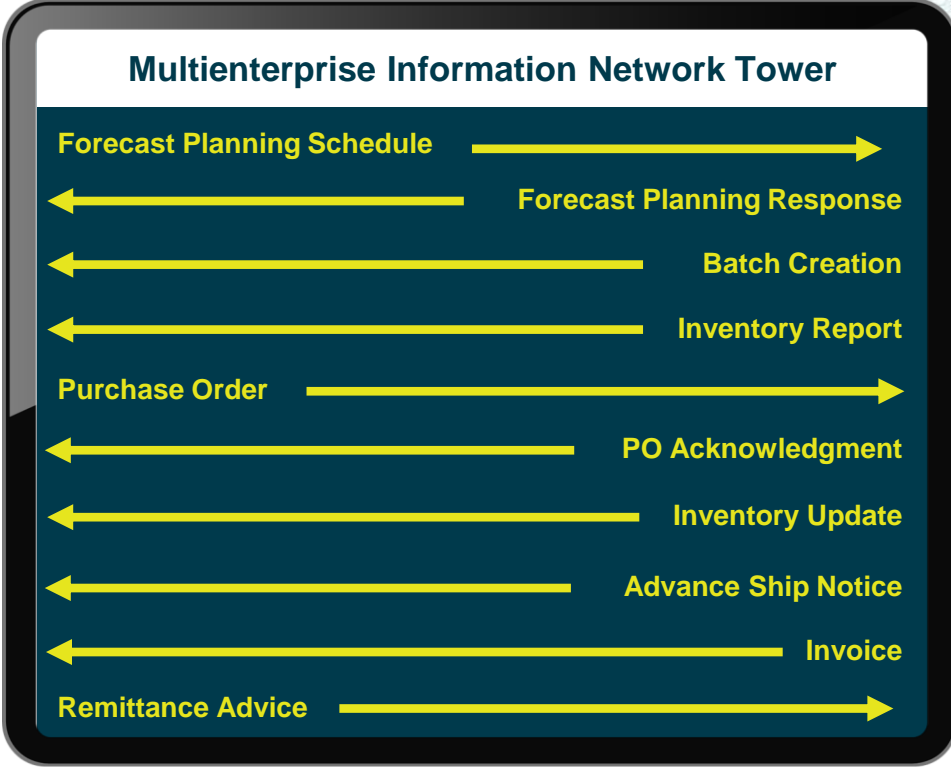 Multienterprise Information Network Tower
Forecast Planning Schedule
Forecast Planning Response
Batch Creation
Inventory Report
Purchase Order
PO Acknowledgment
Inventory Update
Advance Ship Notice
Invoice
Remittance Advice